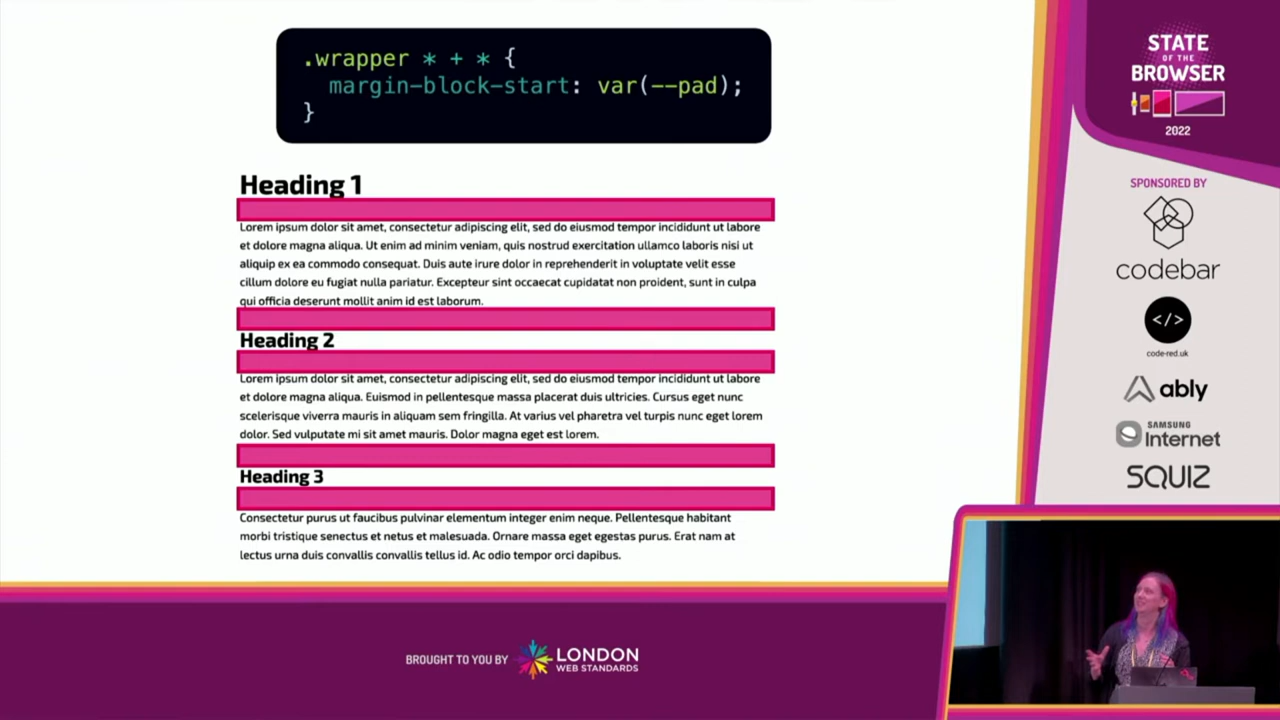 .wrapper * + * {
margin-block-start: var(--pad);
}
Heading 1
Lorem ipsum dolor sit amet, consectetur adipiscing elit, sed do eiusmod tempor incididunt ut labore
et dolore magna aliqua. Ut enim ad minim veniam, quis nostrud exercitation ullamco laboris nisi ut
aliquip ex ea commodo consequat. Duis aute irure dolor in reprehenderit in voluptate velit esse
cillum dolore eu fugiat nulla pariatur. Excepteur sint occaecat cupidatat non proident, sunt in culpa
qui officia deserunt mollit anim id est laborum.
Heading 2
Lorem ipsum dolor sit amet, consectetur adipiscing elit, sed do eiusmod tempor incididunt ut labore
et dolore magna aliqua. Euismod in pellentesque massa placerat duis ultricies. Cursus eget nunc
scelerisque viverra mauris in aliquam sem fringilla. At varius vel pharetra vel turpis nunc eget lorem
dolor. Sed vulputate mi sit amet mauris. Dolor magna eget est lorem.
Heading 3
Consectetur purus ut faucibus pulvinar elementum integer enim neque. Pellentesque habitant
morbi tristique senectus et netus et malesuada. Ornare massa eget egestas purus. Erat nam at
lectus urna duis convallis convallis tellus id. Ac odio tempor orci dapibus.
STATE
OF THE
BROWSER
2022
SPONSORED BY
codebar
</>
code-red.uk
ably
SAMSUNG
Internet
SQUIZ
BROUGHT TO YOU BY
LONDON
WEB STANDARDS